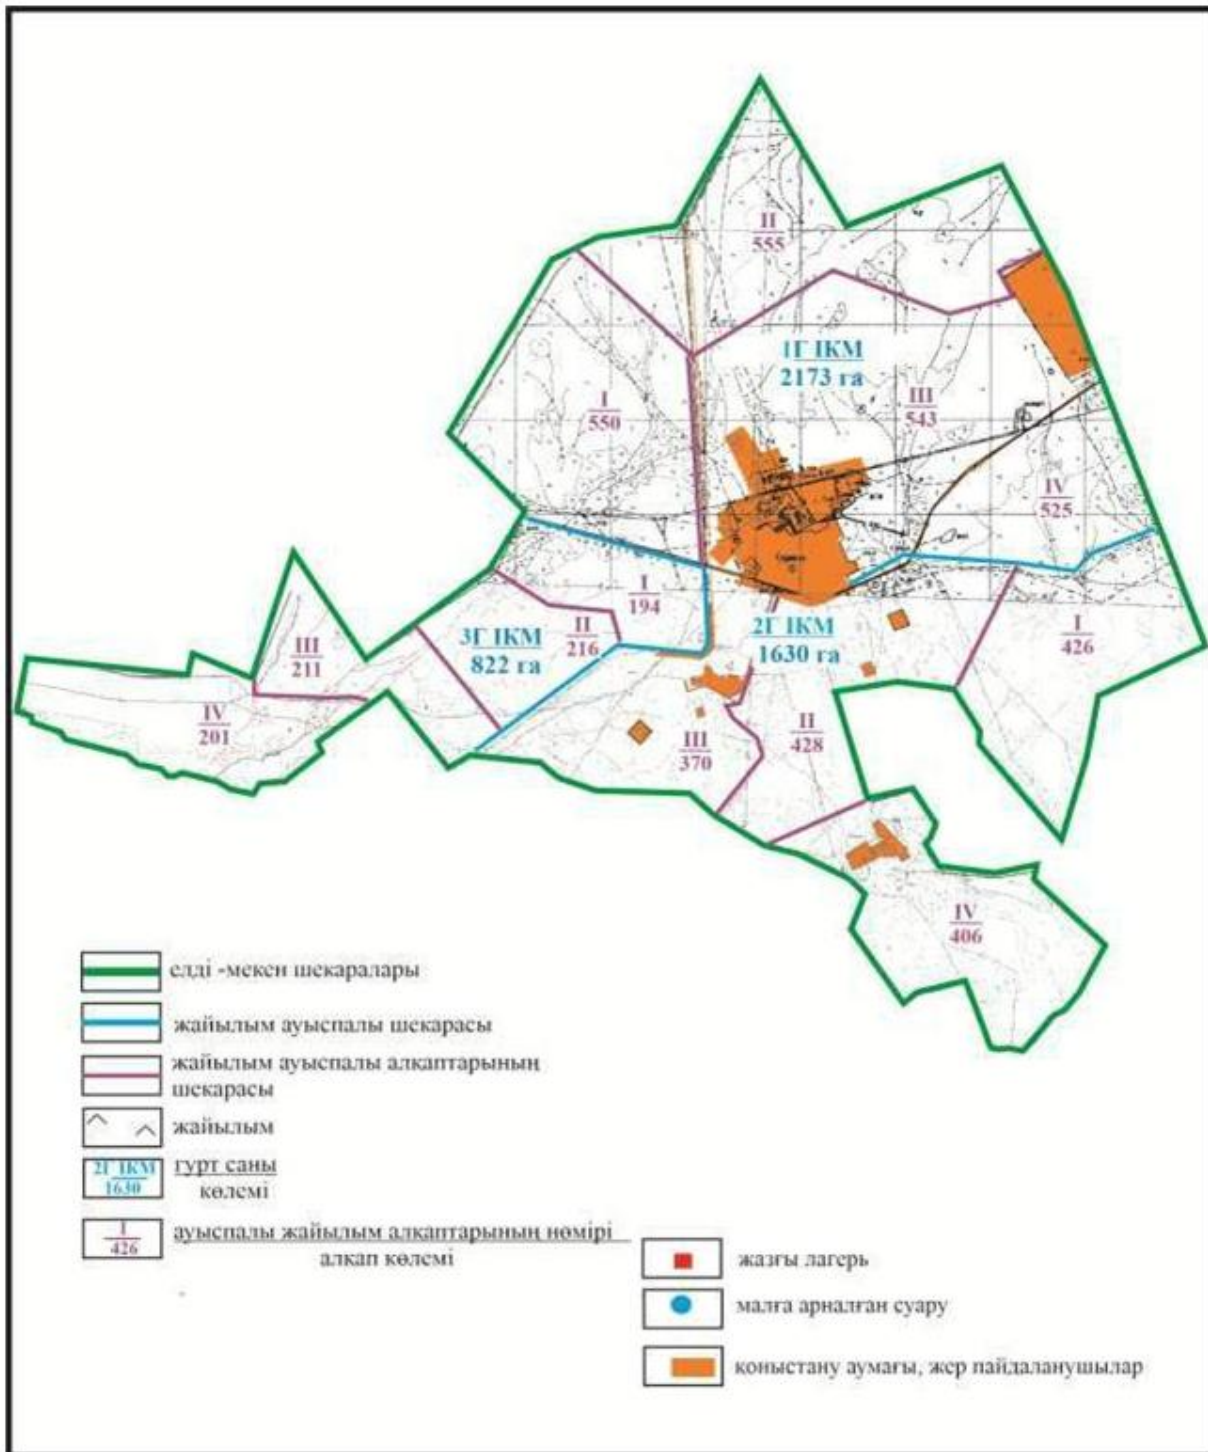 II
555
1Г ІКМ
2173 га
I
550
III
543
IV
525
I
194
3Г ІКМ
822 га
II
216
2Г ІКМ
1630 га
I
426
III
211
IV
201
III
370
II
428
IV
406
елді -мекен шекаралары
жайылым ауыспалы шекарасы
жайылым ауыспалы алқаптарының
шекарасы
жайылым
2Г ІКМ
1630
гурт саны
көлемі
I
426
ауыспалы жайылым алқаптарының нөмірі
алқап көлемі
жазғы лагерь
малға арналған суару
қоныстану аумағы, жер пайдаланушылар